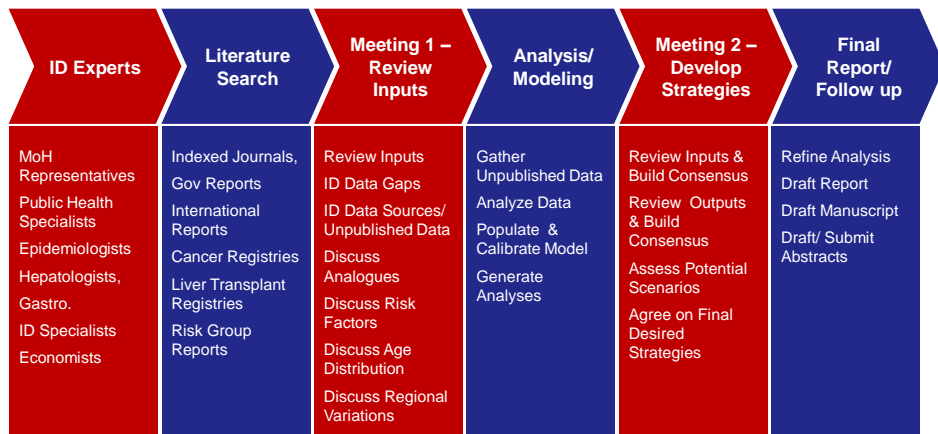 ID Experts
Literature
Search
Meeting 1 –
Review
Inputs
Analysis/
Modeling
Meeting 2 –
Develop
Strategies
Final
Report/
Follow up
MoH
Representatives
Public Health
Specialists
Epidemiologists
Hepatologists,
Gastro.
ID Specialists
Economists
Indexed Journals,
Gov Reports
International
Reports
Cancer Registries
Liver Transplant
Registries
Risk Group
Reports
Review Inputs
ID Data Gaps
ID Data Sources/
Unpublished Data
Discuss
Analogues
Discuss Risk
Factors
Discuss Age
Distribution
Discuss Regional
Variations
Gather
Unpublished Data
Analyze Data
Populate &
Calibrate Model
Generate
Analyses
Review Inputs &
Build Consensus
Review Outputs
& Build
Consensus
Assess Potential
Scenarios
Agree on Final
Desired
Strategies
Refine Analysis
Draft Report
Draft Manuscript
Draft/ Submit
Abstracts